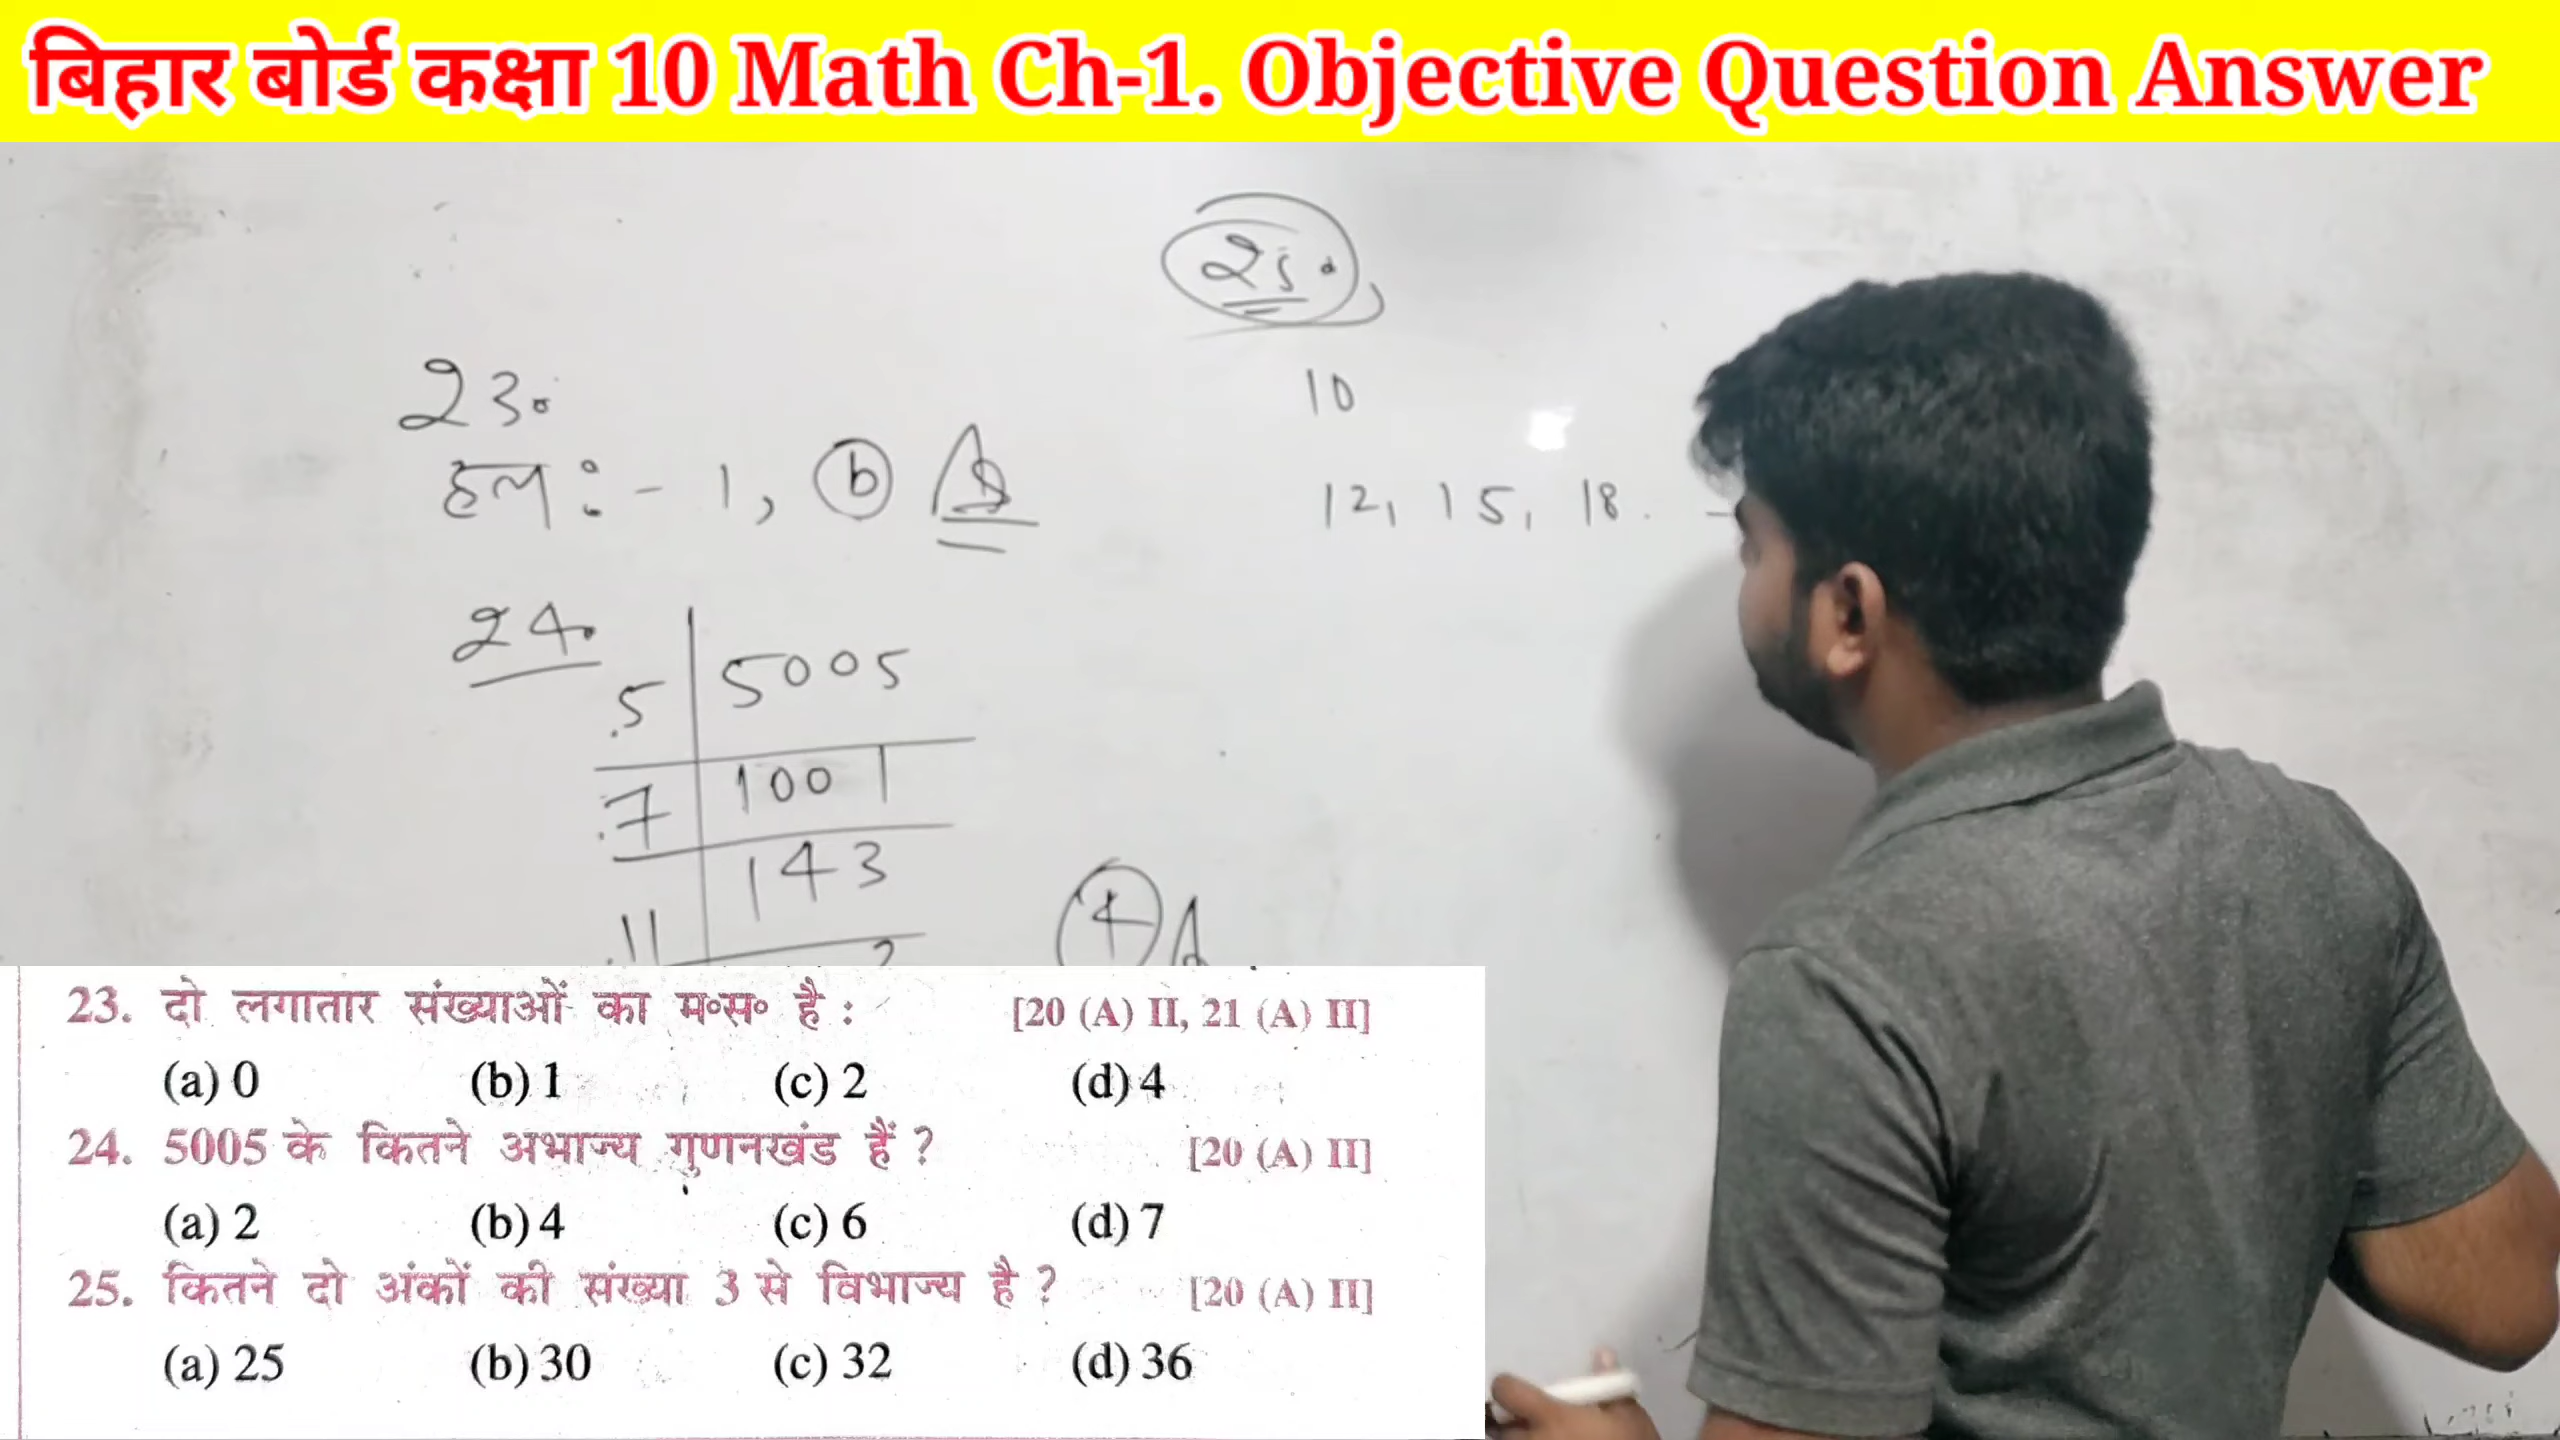 बिहार बोर्ड कक्षा 10 Math Ch-1. Objective Question Answer
23.
हल :- 1, (b)
24.
5 | 5005
7 | 1001
143
11
4
25.
10
12, 15, 18.
23. दो लगातार संख्याओं का म०स० है : [20 (A) II, 21 (A) II]
(a) 0 (b) 1 (c) 2 (d) 4
24. 5005 के कितने अभाज्य गुणनखंड हैं ? [20 (A) II]
(a) 2 (b) 4 (c) 6 (d) 7
25. कितने दो अंकों की संख्या 3 से विभाज्य है ? [20 (A) II]
(a) 25 (b) 30 (c) 32 (d) 36